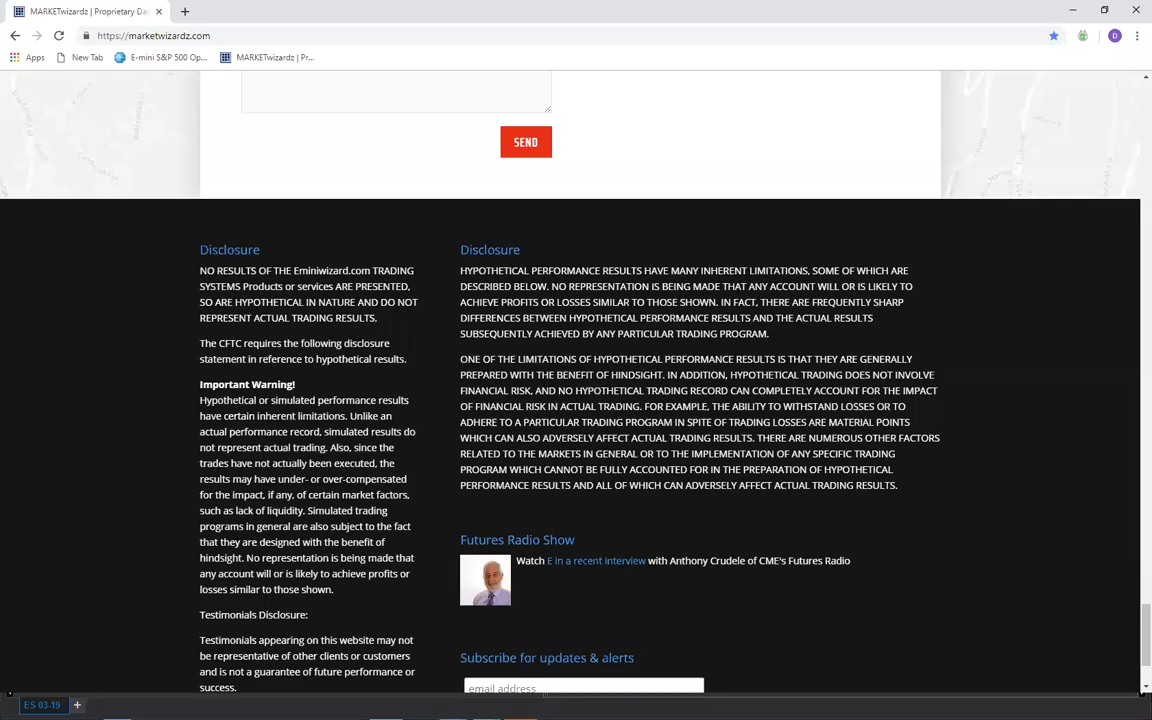 MARKETwizardz | Proprietary Da
https://marketwizardz.com
D
Apps
New Tab
E-mini S&P 500 Op...
MARKETwizardz | Pr...
SEND
Disclosure
NO RESULTS OF THE Eminiwizard.com TRADING
SYSTEMS Products or services ARE PRESENTED,
SO ARE HYPOTHETICAL IN NATURE AND DO NOT
REPRESENT ACTUAL TRADING RESULTS.
The CFTC requires the following disclosure
statement in reference to hypothetical results.
Important Warning!
Hypothetical or simulated performance results
have certain inherent limitations. Unlike an
actual performance record, simulated results do
not represent actual trading. Also, since the
trades have not actually been executed, the
results may have under- or over-compensated
for the impact, if any, of certain market factors,
such as lack of liquidity. Simulated trading
programs in general are also subject to the fact
that they are designed with the benefit of
hindsight. No representation is being made that
any account will or is likely to achieve profits or
losses similar to those shown.
Testimonials Disclosure:
Testimonials appearing on this website may not
be representative of other clients or customers
and is not a guarantee of future performance or
success.
Disclosure
HYPOTHETICAL PERFORMANCE RESULTS HAVE MANY INHERENT LIMITATIONS, SOME OF WHICH ARE
DESCRIBED BELOW. NO REPRESENTATION IS BEING MADE THAT ANY ACCOUNT WILL OR IS LIKELY TO
ACHIEVE PROFITS OR LOSSES SIMILAR TO THOSE SHOWN. IN FACT, THERE ARE FREQUENTLY SHARP
DIFFERENCES BETWEEN HYPOTHETICAL PERFORMANCE RESULTS AND THE ACTUAL RESULTS
SUBSEQUENTLY ACHIEVED BY ANY PARTICULAR TRADING PROGRAM.
ONE OF THE LIMITATIONS OF HYPOTHETICAL PERFORMANCE RESULTS IS THAT THEY ARE GENERALLY
PREPARED WITH THE BENEFIT OF HINDSIGHT. IN ADDITION, HYPOTHETICAL TRADING DOES NOT INVOLVE
FINANCIAL RISK, AND NO HYPOTHETICAL TRADING RECORD CAN COMPLETELY ACCOUNT FOR THE IMPACT
OF FINANCIAL RISK IN ACTUAL TRADING. FOR EXAMPLE, THE ABILITY TO WITHSTAND LOSSES OR TO
ADHERE TO A PARTICULAR TRADING PROGRAM IN SPITE OF TRADING LOSSES ARE MATERIAL POINTS
WHICH CAN ALSO ADVERSELY AFFECT ACTUAL TRADING RESULTS. THERE ARE NUMEROUS OTHER FACTORS
RELATED TO THE MARKETS IN GENERAL OR TO THE IMPLEMENTATION OF ANY SPECIFIC TRADING
PROGRAM WHICH CANNOT BE FULLY ACCOUNTED FOR IN THE PREPARATION OF HYPOTHETICAL
PERFORMANCE RESULTS AND ALL OF WHICH CAN ADVERSELY AFFECT ACTUAL TRADING RESULTS.
Futures Radio Show
Watch E in a recent interview with Anthony Crudele of CME's Futures Radio
Subscribe for updates & alerts
email address
ES 03-19